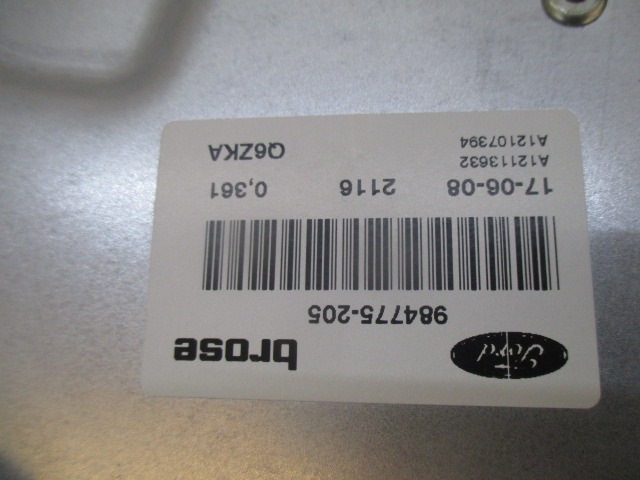 Ford brose
984775-205
17-06-08 2116 0,361
A12113632 Q6ZKA
A12107394